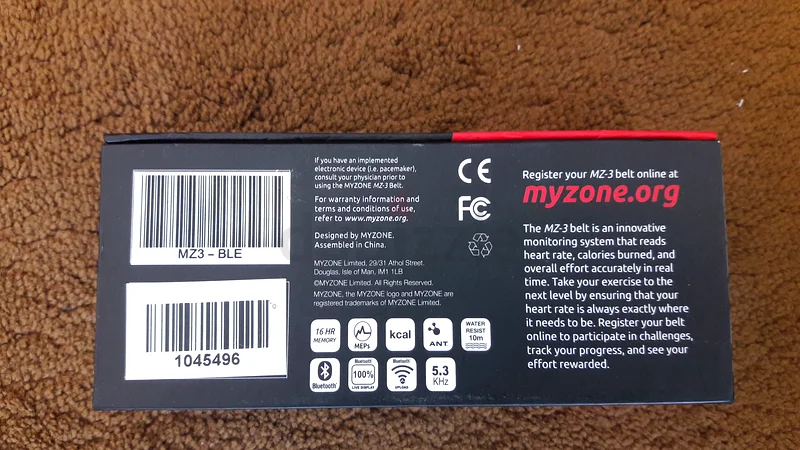 MZ3 - BLE
1045496
If you have an implemented
electronic device (i.e. pacemaker),
consult your physician prior to
using the MYZONE MZ-3 Belt.
For warranty information and
terms and conditions of use,
refer to www.myzone.org.
Designed by MYZONE.
Assembled in China.
MYZONE Limited, 29/31 Athol Street.
Douglas, Isle of Man, IM1 1LB
©MYZONE Limited. All Rights Reserved.
MYZONE, the MYZONE logo and MYZONE are
registered trademarks of MYZONE Limited.
CE
FC
16 HR
MEMORY
MEPs
kcal
ANT
WATER
RESIST
10m
Bluetooth
Bluetooth
100%
LIVE DISPLAY
Bluetooth
UPLOAD
5.3
KHz
Register your MZ-3 belt online at
myzone.org
The MZ-3 belt is an innovative
monitoring system that reads
heart rate, calories burned, and
overall effort accurately in real
time. Take your exercise to the
next level by ensuring that your
heart rate is always exactly where
it needs to be. Register your belt
online to participate in challenges,
track your progress, and see your
effort rewarded.